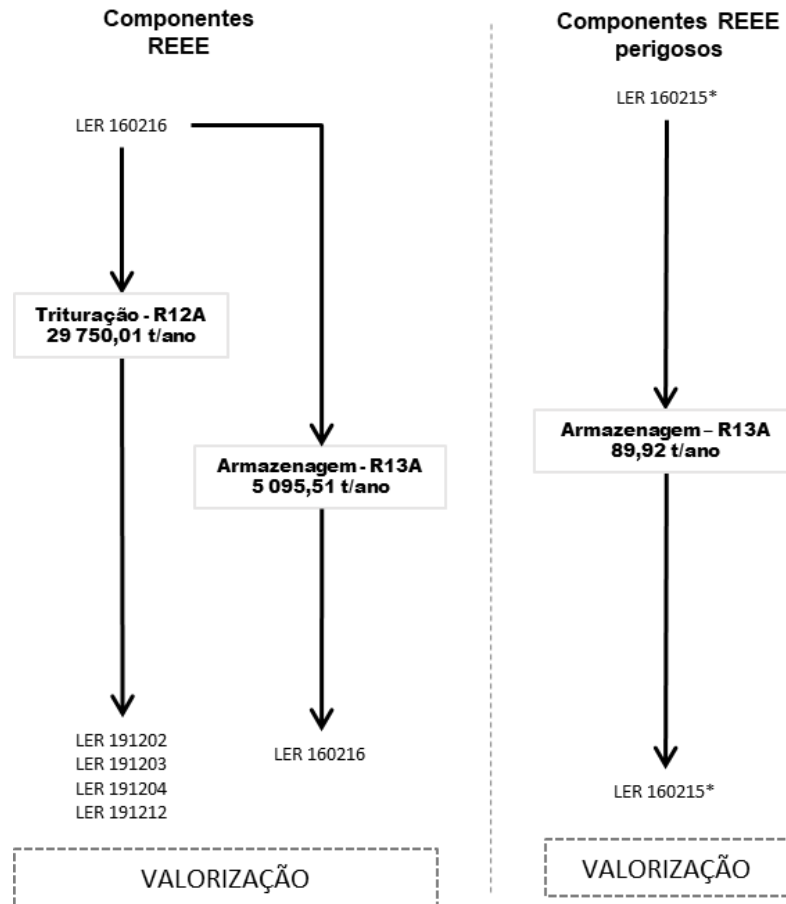 Componentes
REEE
LER 160216
Trituração - R12A
29 750,01 t/ano
Armazenagem - R13A
5 095,51 t/ano
LER 191202
LER 191203
LER 191204
LER 191212
LER 160216
VALORIZAÇÃO
Componentes REEE
perigosos
LER 160215*
Armazenagem – R13A
89,92 t/ano
LER 160215*
VALORIZAÇÃO